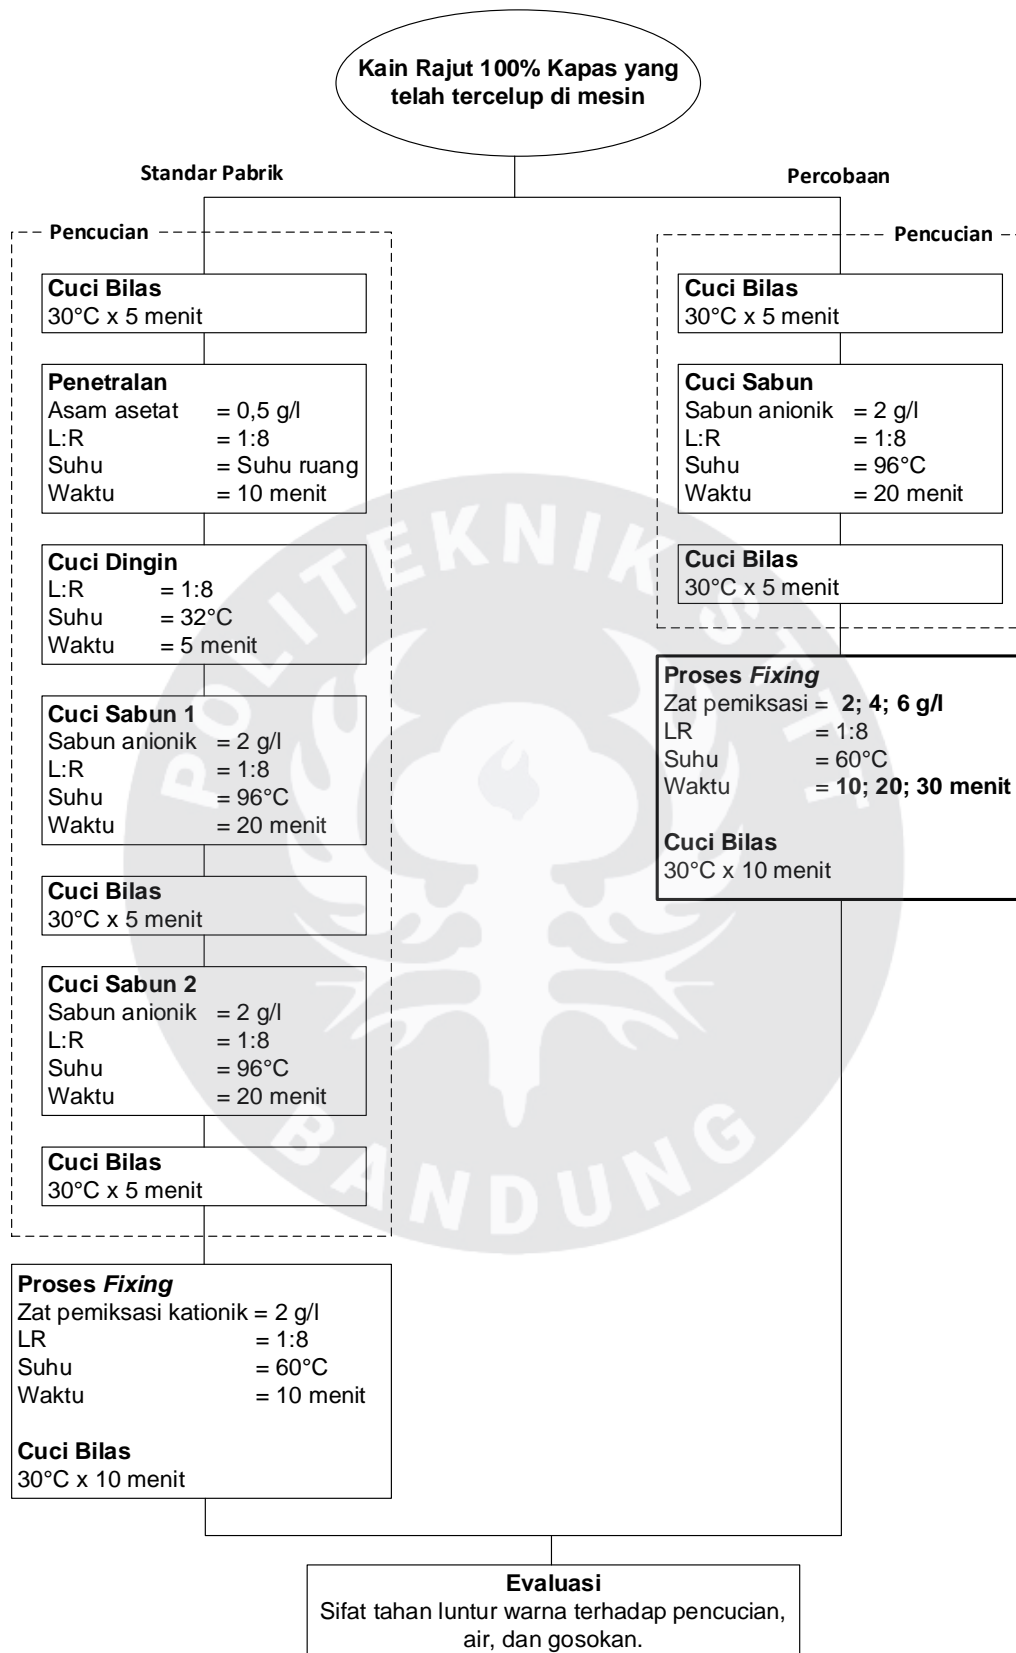 Kain Rajut 100% Kapas yang
telah tercelup di mesin
Standar Pabrik
Percobaan
Pencucian
Cuci Bilas
30°C x 5 menit
Penetralan
Asam asetat = 0,5 g/l
L:R = 1:8
Suhu = Suhu ruang
Waktu = 10 menit
Cuci Dingin
L:R = 1:8
Suhu = 32°C
Waktu = 5 menit
Cuci Sabun 1
Sabun anionik = 2 g/l
L:R = 1:8
Suhu = 96°C
Waktu = 20 menit
Cuci Bilas
30°C x 5 menit
Cuci Sabun 2
Sabun anionik = 2 g/l
L:R = 1:8
Suhu = 96°C
Waktu = 20 menit
Cuci Bilas
30°C x 5 menit
Proses Fixing
Zat pemiksasi kationik = 2 g/l
LR = 1:8
Suhu = 60°C
Waktu = 10 menit
Cuci Bilas
30°C x 10 menit
Pencucian
Cuci Bilas
30°C x 5 menit
Cuci Sabun
Sabun anionik = 2 g/l
L:R = 1:8
Suhu = 96°C
Waktu = 20 menit
Cuci Bilas
30°C x 5 menit
Proses Fixing
Zat pemiksasi = 2; 4; 6 g/l
LR = 1:8
Suhu = 60°C
Waktu = 10; 20; 30 menit
Cuci Bilas
30°C x 10 menit
Evaluasi
Sifat tahan luntur warna terhadap pencucian,
air, dan gosokan.
POLITEKNIK STTT
BANDUNG